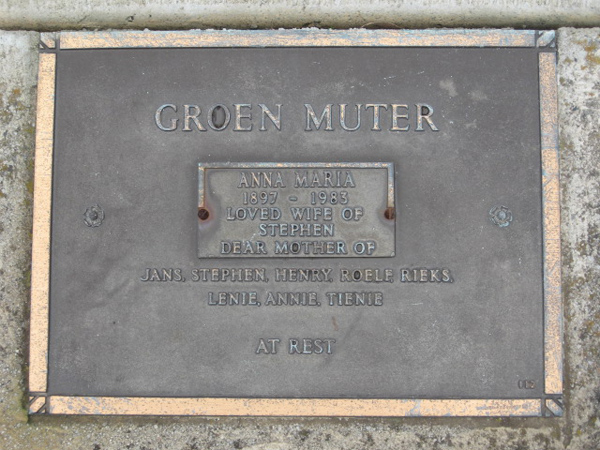 GROEN MUTER
ANNA MARIA
1897 - 1983
LOVED WIFE OF
STEPHEN
DEAR MOTHER OF
JANS, STEPHEN, HENRY, ROELF, RIEKS,
LENIE, ANNIE, TIENIE
AT REST